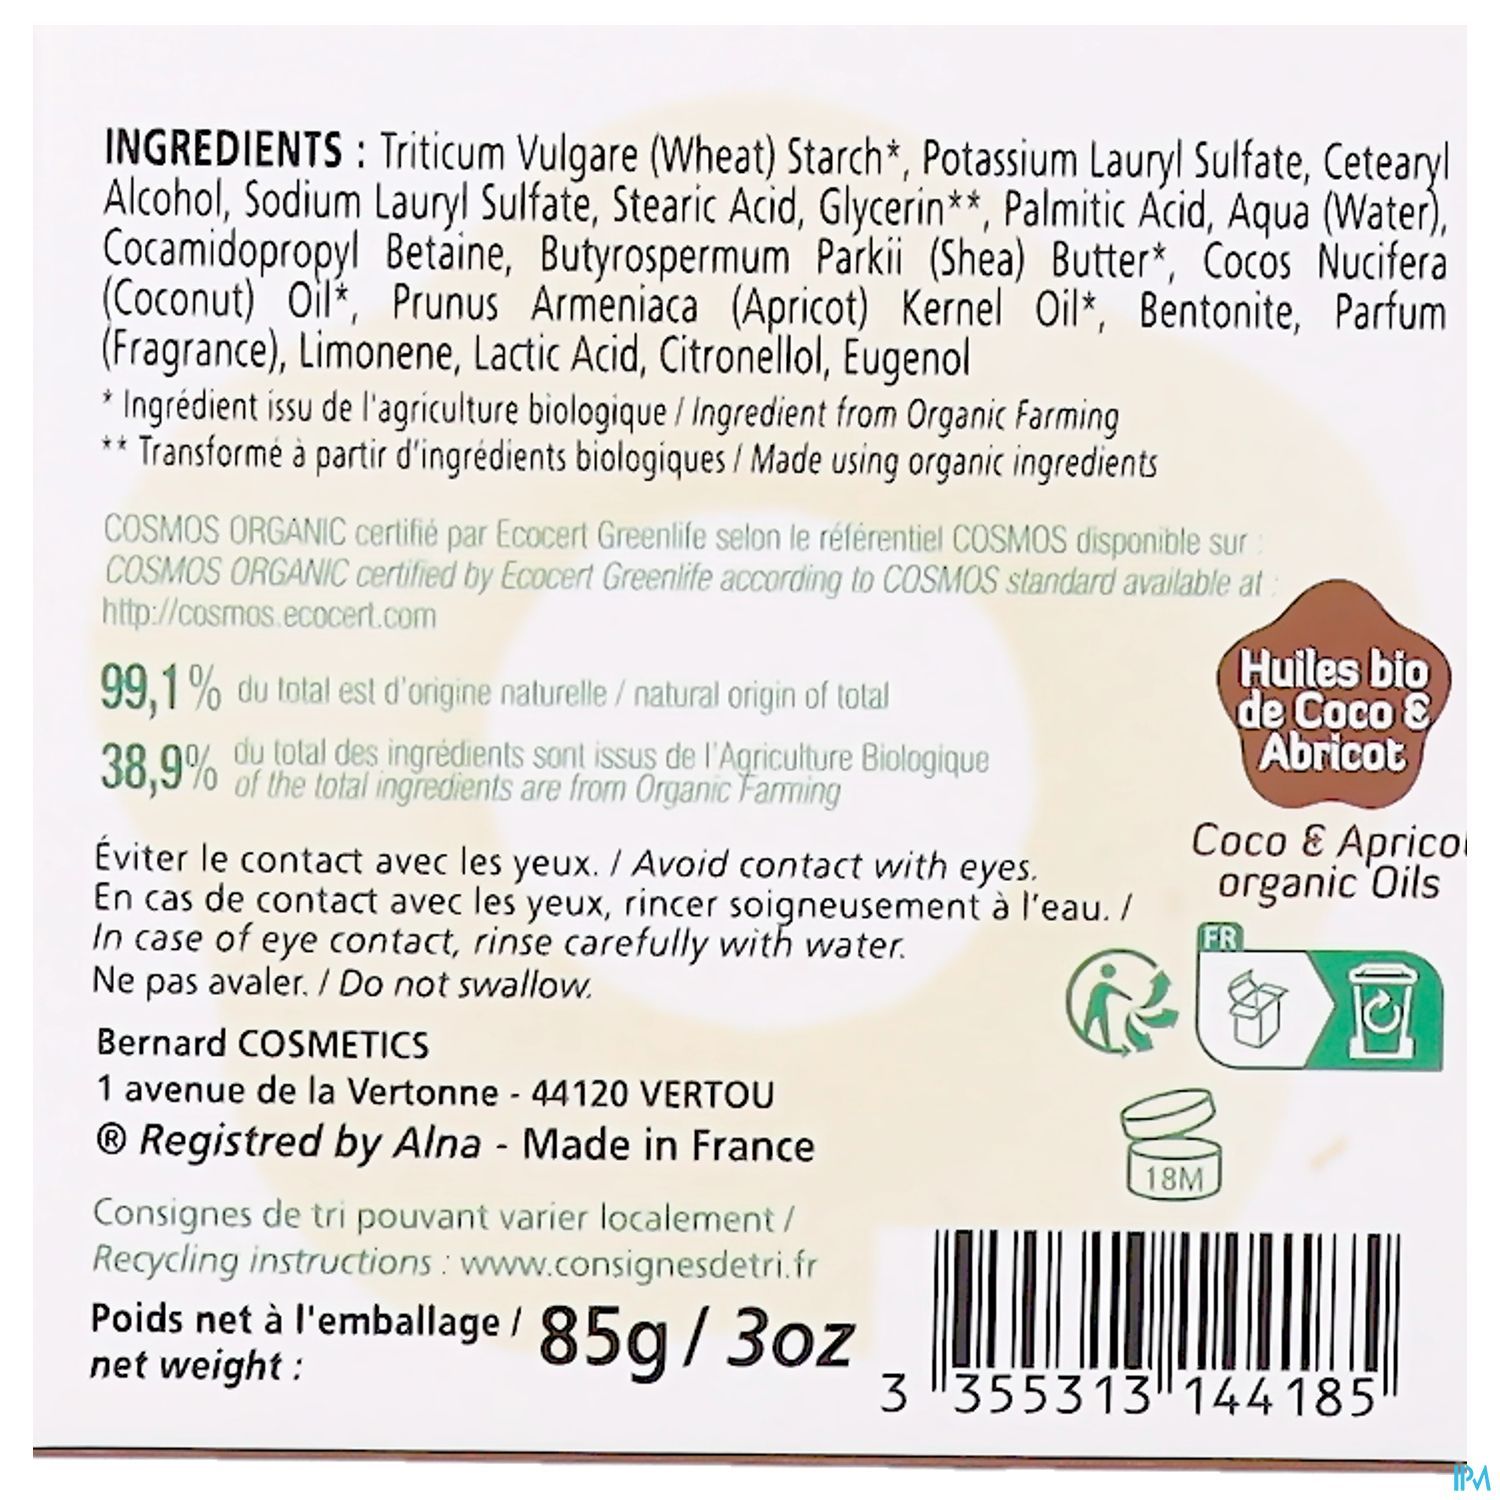 INGREDIENTS : Triticum Vulgare (Wheat) Starch*, Potassium Lauryl Sulfate, Cetearyl
Alcohol, Sodium Lauryl Sulfate, Stearic Acid, Glycerin**, Palmitic Acid, Aqua (Water),
Cocamidopropyl Betaine, Butyrospermum Parkii (Shea) Butter*, Cocos Nucifera
(Coconut) Oil*, Prunus Armeniaca (Apricot) Kernel Oil*, Bentonite, Parfum
(Fragrance), Limonene, Lactic Acid, Citronellol, Eugenol
* Ingrédient issu de l'agriculture biologique / Ingredient from Organic Farming
** Transformé à partir d'ingrédients biologiques / Made using organic ingredients
COSMOS ORGANIC certifié par Ecocert Greenlife selon le référentiel COSMOS disponible sur :
COSMOS ORGANIC certified by Ecocert Greenlife according to COSMOS standard available at :
http://cosmos.ecocert.com
99,1% du total est d'origine naturelle / natural origin of total
38,9% du total des ingrédients sont issus de l'Agriculture Biologique
of the total ingredients are from Organic Farming
Huiles bio
de Coco &
Abricot
Coco & Aprico
organic Oils
Éviter le contact avec les yeux. / Avoid contact with eyes.
En cas de contact avec les yeux, rincer soigneusement à l'eau. /
In case of eye contact, rinse carefully with water.
Ne pas avaler. / Do not swallow.
FR
Bernard COSMETICS
1 avenue de la Vertonne - 44120 VERTOU
® Registred by Alna - Made in France
18M
Consignes de tri pouvant varier localement /
Recycling instructions : www.consignesdetri.fr
Poids net à l'emballage /
net weight :
85g / 3oz
3 355313 144185
IPM